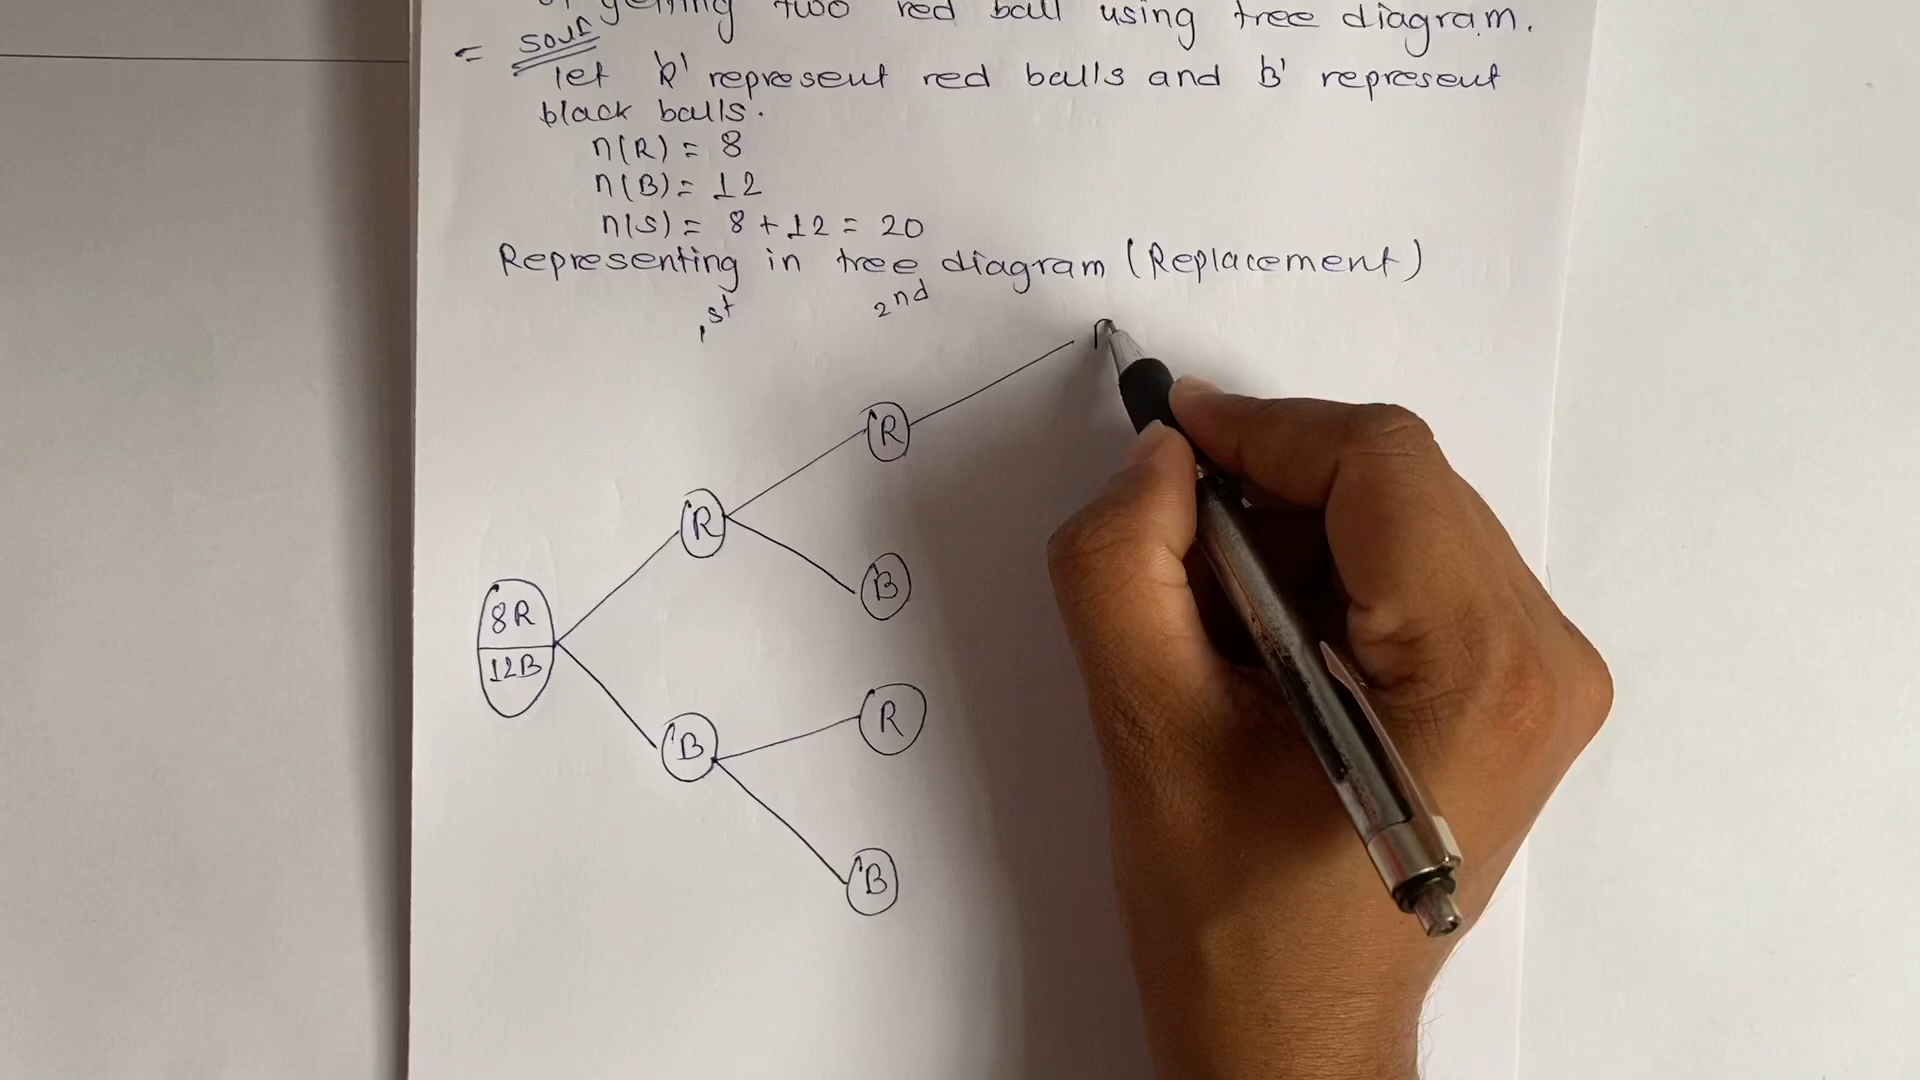 getting two red ball using tree diagram.
= Soln
let 'R' represent red balls and B' represent
black balls.
n(R) = 8
n(B) = 12
n(S) = 8 + 12 = 20
Representing in tree diagram (Replacement)
1st 2nd
R
R
B
8R
12B
R
B
B